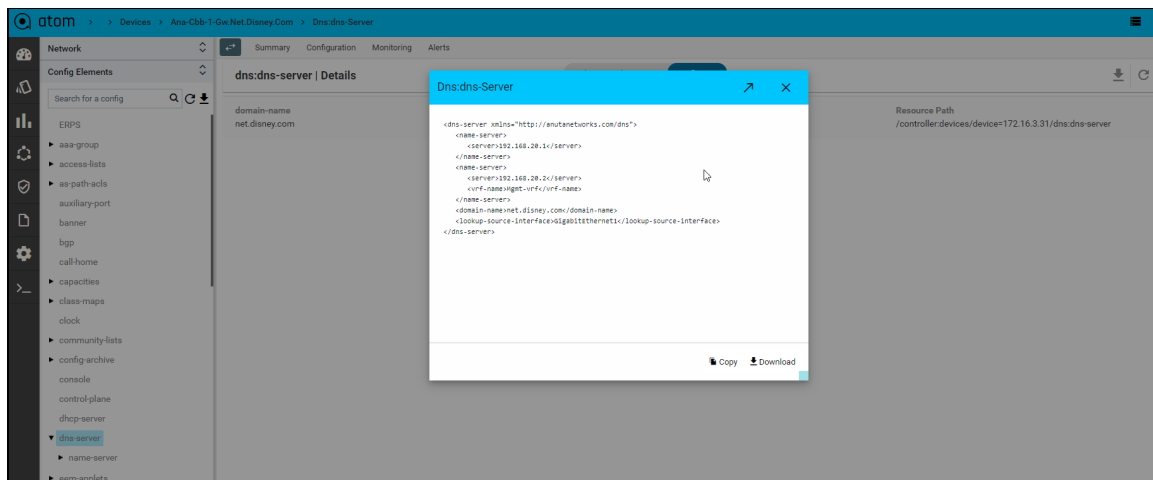 atom > > Devices > Ana-Cbb-1-Gw.Net.Disney.Com > Dns:dns-Server
Network
Config Elements
Search for a config
ERPS
aaa-group
access-lists
as-path-acls
auxiliary-port
banner
bgp
call-home
capacities
class-maps
clock
community-lists
config-archive
console
control-plane
dhcp-server
dns-server
name-server
eem-applets
Summary Configuration Monitoring Alerts
dns:dns-server | Details
domain-name
net.disney.com
Resource Path
/controller:devices/device=172.16.3.31/dns:dns-server
Dns:dns-Server
<dns-server xmlns="http://anutanetworks.com/dns">
<name-server>
<server>192.168.20.1</server>
</name-server>
<name-server>
<server>192.168.20.2</server>
<vrf-name>Mgmt-vrf</vrf-name>
</name-server>
<domain-name>net.disney.com</domain-name>
<lookup-source-interface>GigabitEthernet1</lookup-source-interface>
</dns-server>
Copy Download